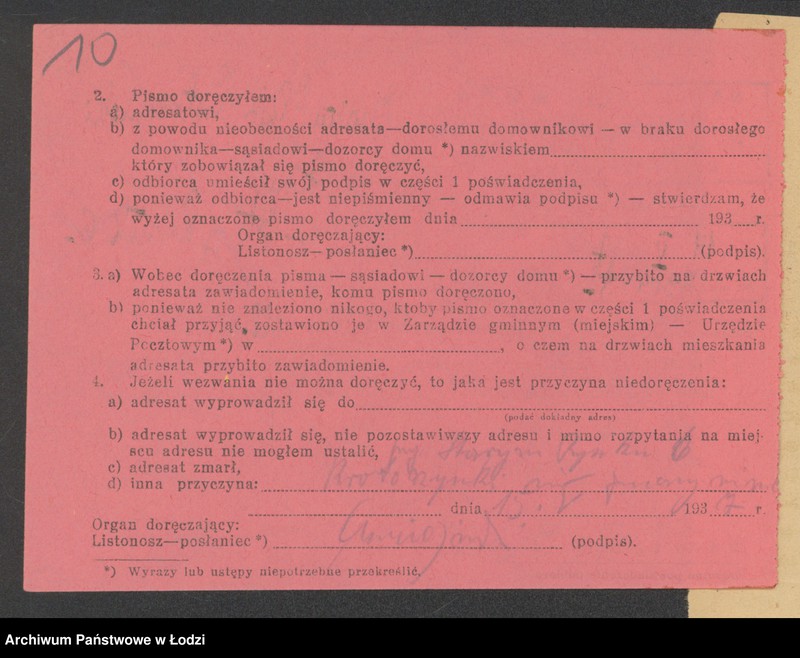 10
2. Pismo doręczyłem:
a) adresatowi,
b) z powodu nieobecności adresata—dorosłemu domownikowi — w braku dorosłego
domownika—sąsiadowi—dozorcy domu *) nazwiskiem
który zobowiązał się pismo doręczyć,
c) odbiorca umieścił swój podpis w części 1 poświadczenia,
d) ponieważ odbiorca—jest niepiśmienny — odmawia podpisu *) — stwierdzam, że
wyżej oznaczone pismo doręczyłem dnia 193 r.
Organ doręczający:
Listonosz—posłaniec *) (podpis).
3. a) Wobec doręczenia pisma — sąsiadowi — dozorcy domu *) — przybito na drzwiach
adresata zawiadomienie, komu pismo doręczono,
b) ponieważ nie znaleziono nikogo, ktoby pismo oznaczone w części 1 poświadczenia
chciał przyjąć, zostawiono je w Zarządzie gminnym (miejskim) — Urzędzie
Pocztowym *) w , o czem na drzwiach mieszkania
adresata przybito zawiadomienie.
4. Jeżeli wezwania nie można doręczyć, to jaka jest przyczyna niedoręczenia:
a) adresat wyprowadził się do
(podać dokładny adres)
b) adresat wyprowadził się, nie pozostawiwszy adresu i mimo rozpytania na miej-
scu adresu nie mogłem ustalić, Starym Rynku 6
c) adresat zmarł,
d) inna przyczyna:
dnia 15. V 1937 r.
Organ doręczający:
Listonosz—posłaniec *) (podpis).
*) Wyrazy lub ustępy niepotrzebne przekreślić.
Archiwum Państwowe w Łodzi